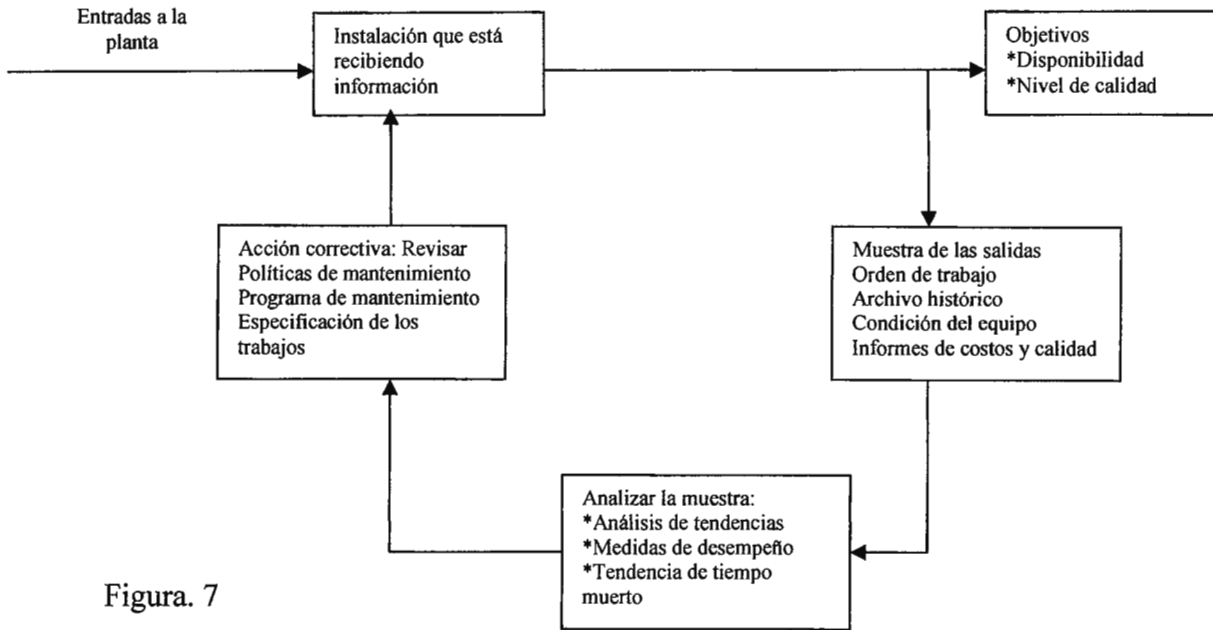 Entradas a la
planta
Instalación que está
recibiendo
información
Objetivos
*Disponibilidad
*Nivel de calidad
Acción correctiva: Revisar
Políticas de mantenimiento
Programa de mantenimiento
Especificación de los
trabajos
Muestra de las salidas
Orden de trabajo
Archivo histórico
Condición del equipo
Informes de costos y calidad
Analizar la muestra:
*Análisis de tendencias
*Medidas de desempeño
*Tendencia de tiempo
muerto
Figura. 7